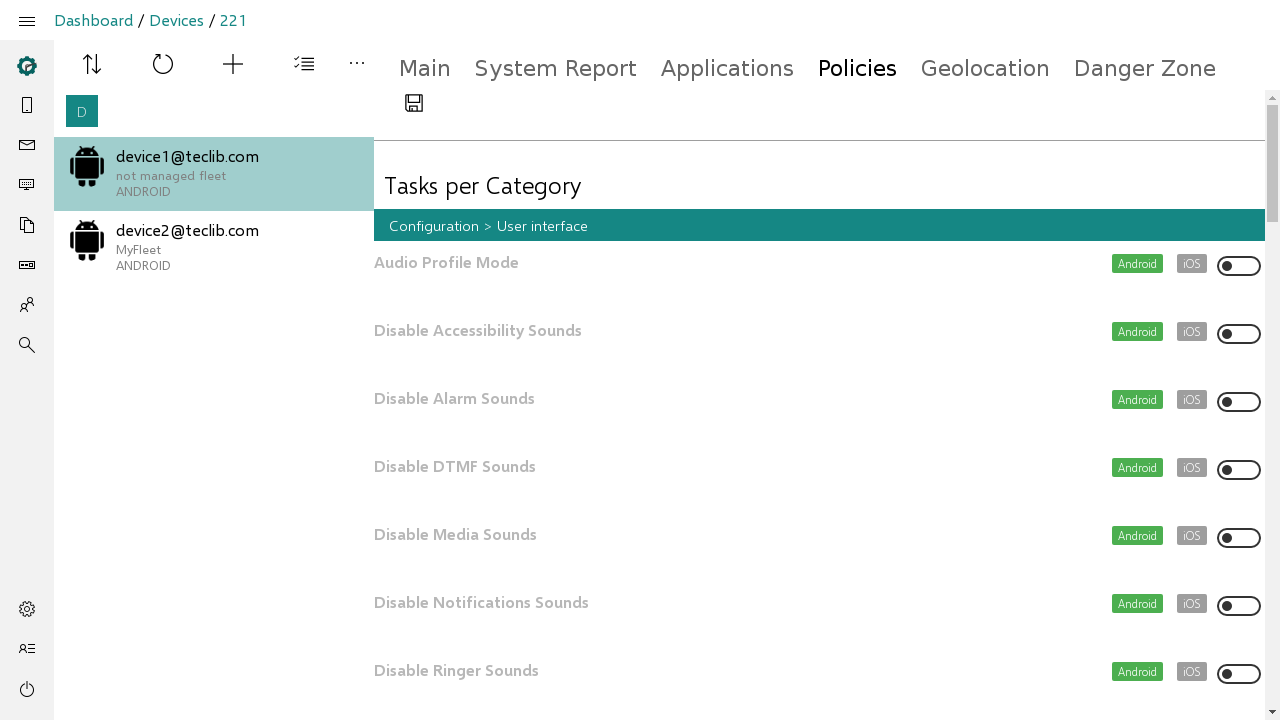 Dashboard / Devices / 221
Main System Report Applications Policies Geolocation Danger Zone
D
device1@teclib.com
not managed fleet
ANDROID
device2@teclib.com
MyFleet
ANDROID
Tasks per Category
Configuration > User interface
Audio Profile Mode Android iOS
Disable Accessibility Sounds Android iOS
Disable Alarm Sounds Android iOS
Disable DTMF Sounds Android iOS
Disable Media Sounds Android iOS
Disable Notifications Sounds Android iOS
Disable Ringer Sounds Android iOS